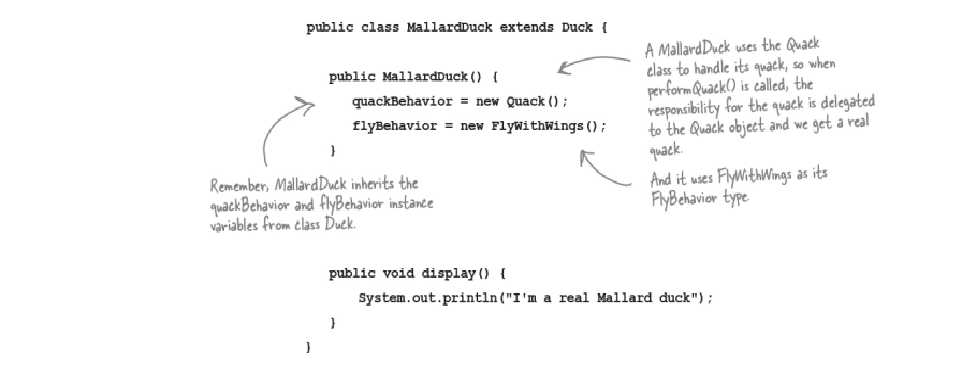 public class MallardDuck extends Duck {
public MallardDuck() {
quackBehavior = new Quack();
flyBehavior = new FlyWithWings();
}
A MallardDuck uses the Quack
class to handle its quack, so when
performQuack() is called, the
responsibility for the quack is delegated
to the Quack object and we get a real
quack.
And it uses FlyWithWings as its
FlyBehavior type.
Remember, MallardDuck inherits the
quackBehavior and flyBehavior instance
variables from class Duck.
public void display() {
System.out.println("I'm a real Mallard duck");
}
}